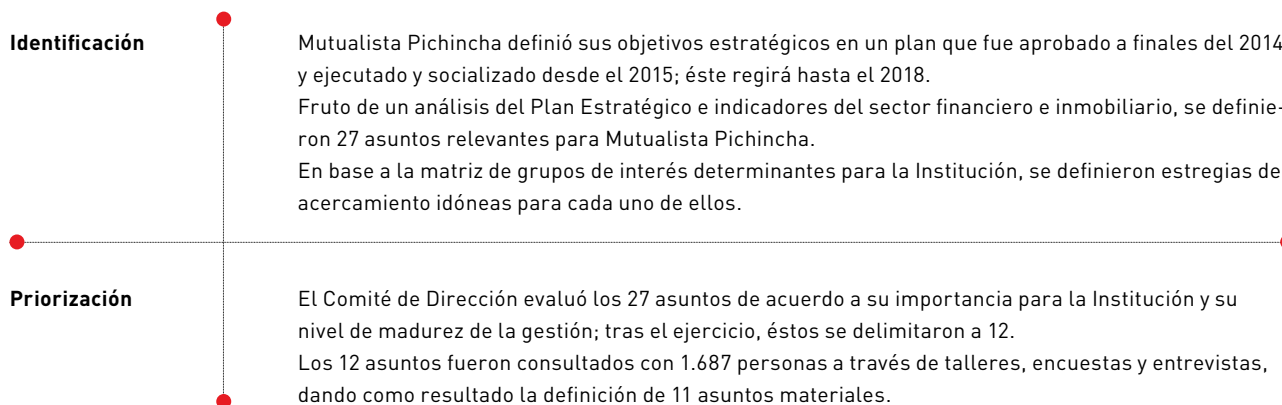 Identificación
Mutualista Pichincha definió sus objetivos estratégicos en un plan que fue aprobado a finales del 2014
y ejecutado y socializado desde el 2015; éste regirá hasta el 2018.
Fruto de un análisis del Plan Estratégico e indicadores del sector financiero e inmobiliario, se definie-
ron 27 asuntos relevantes para Mutualista Pichincha.
En base a la matriz de grupos de interés determinantes para la Institución, se definieron estregias de
acercamiento idóneas para cada uno de ellos.
Priorización
El Comité de Dirección evaluó los 27 asuntos de acuerdo a su importancia para la Institución y su
nivel de madurez de la gestión; tras el ejercicio, éstos se delimitaron a 12.
Los 12 asuntos fueron consultados con 1.687 personas a través de talleres, encuestas y entrevistas,
dando como resultado la definición de 11 asuntos materiales.